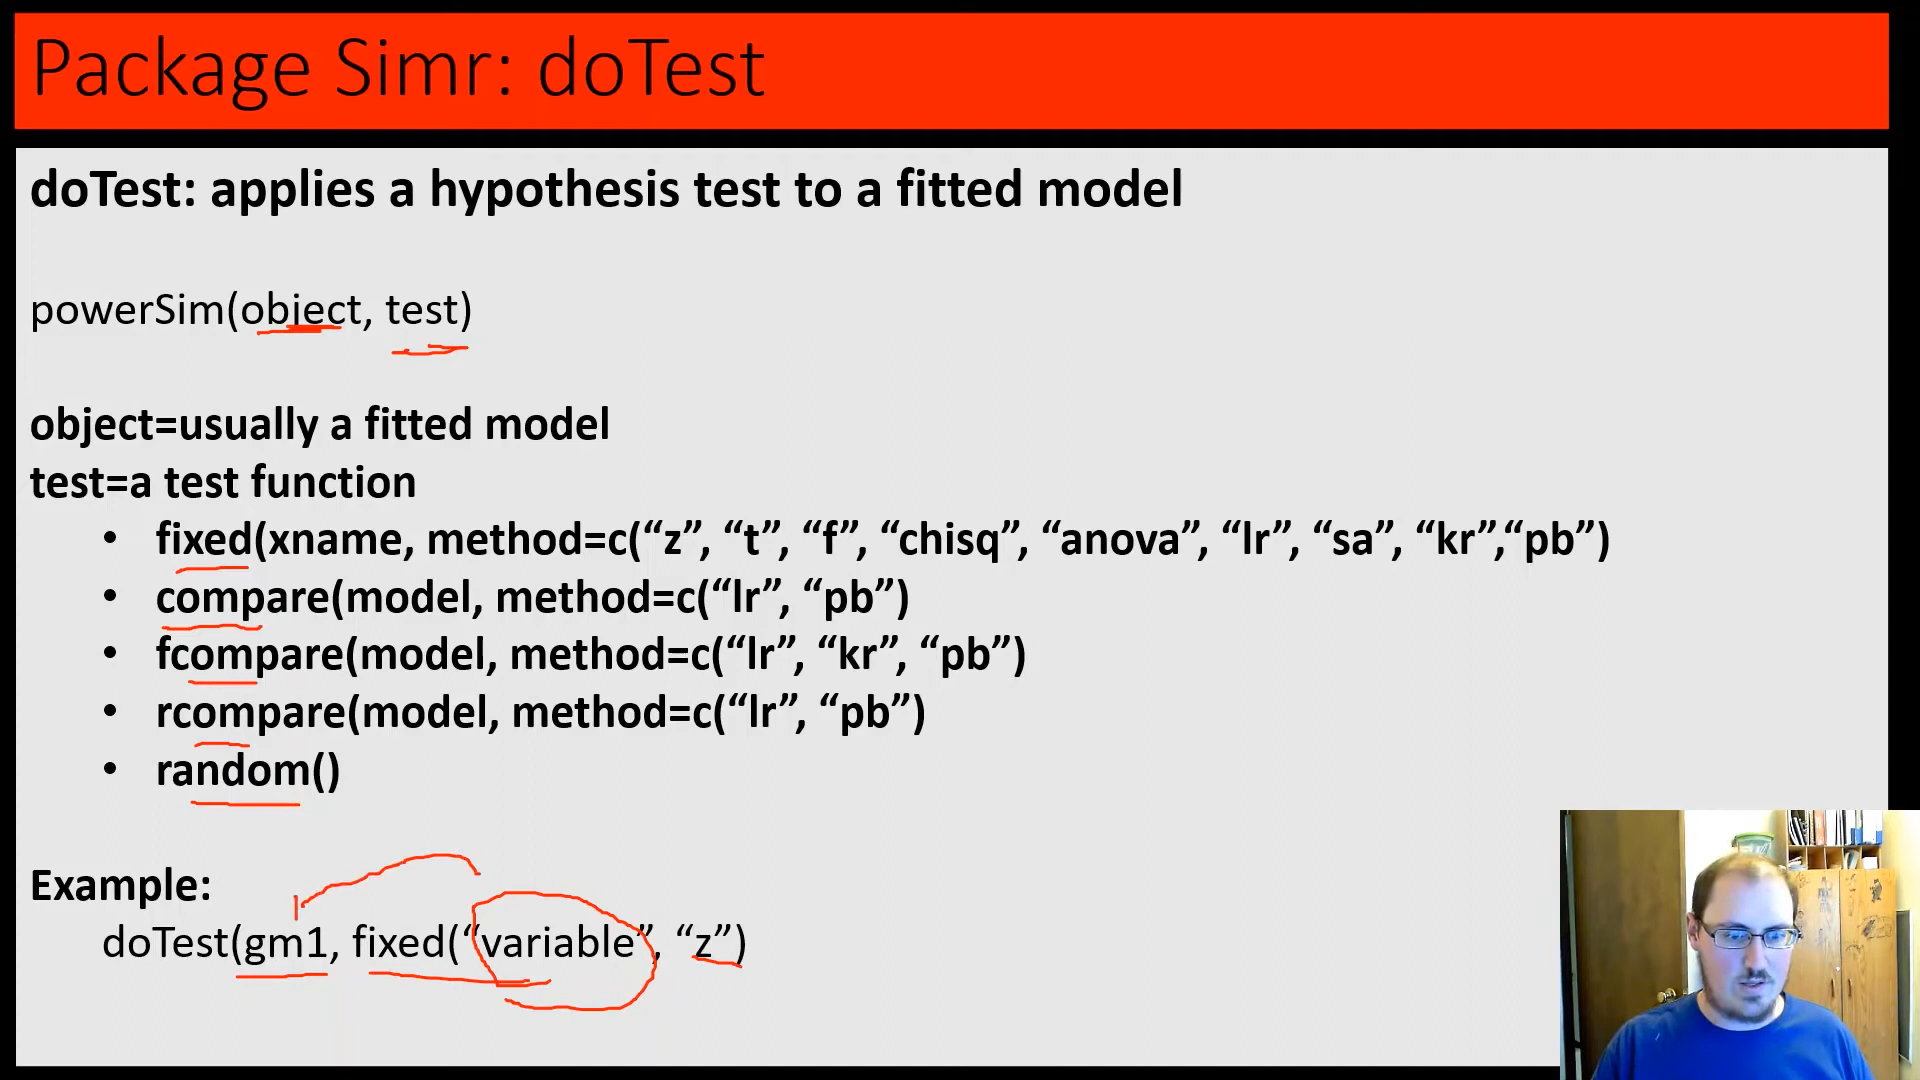 Package Simr: doTest
doTest: applies a hypothesis test to a fitted model
powerSim(object, test)
object=usually a fitted model
test=a test function
• fixed(xname, method=c(“z”, “t”, “f”, “chisq”, “anova”, “lr”, “sa”, “kr”,“pb”)
• compare(model, method=c(“lr”, “pb”)
• fcompare(model, method=c(“lr”, “kr”, “pb”)
• rcompare(model, method=c(“lr”, “pb”)
• random()
Example:
doTest(gm1, fixed(“variable”, “z”)